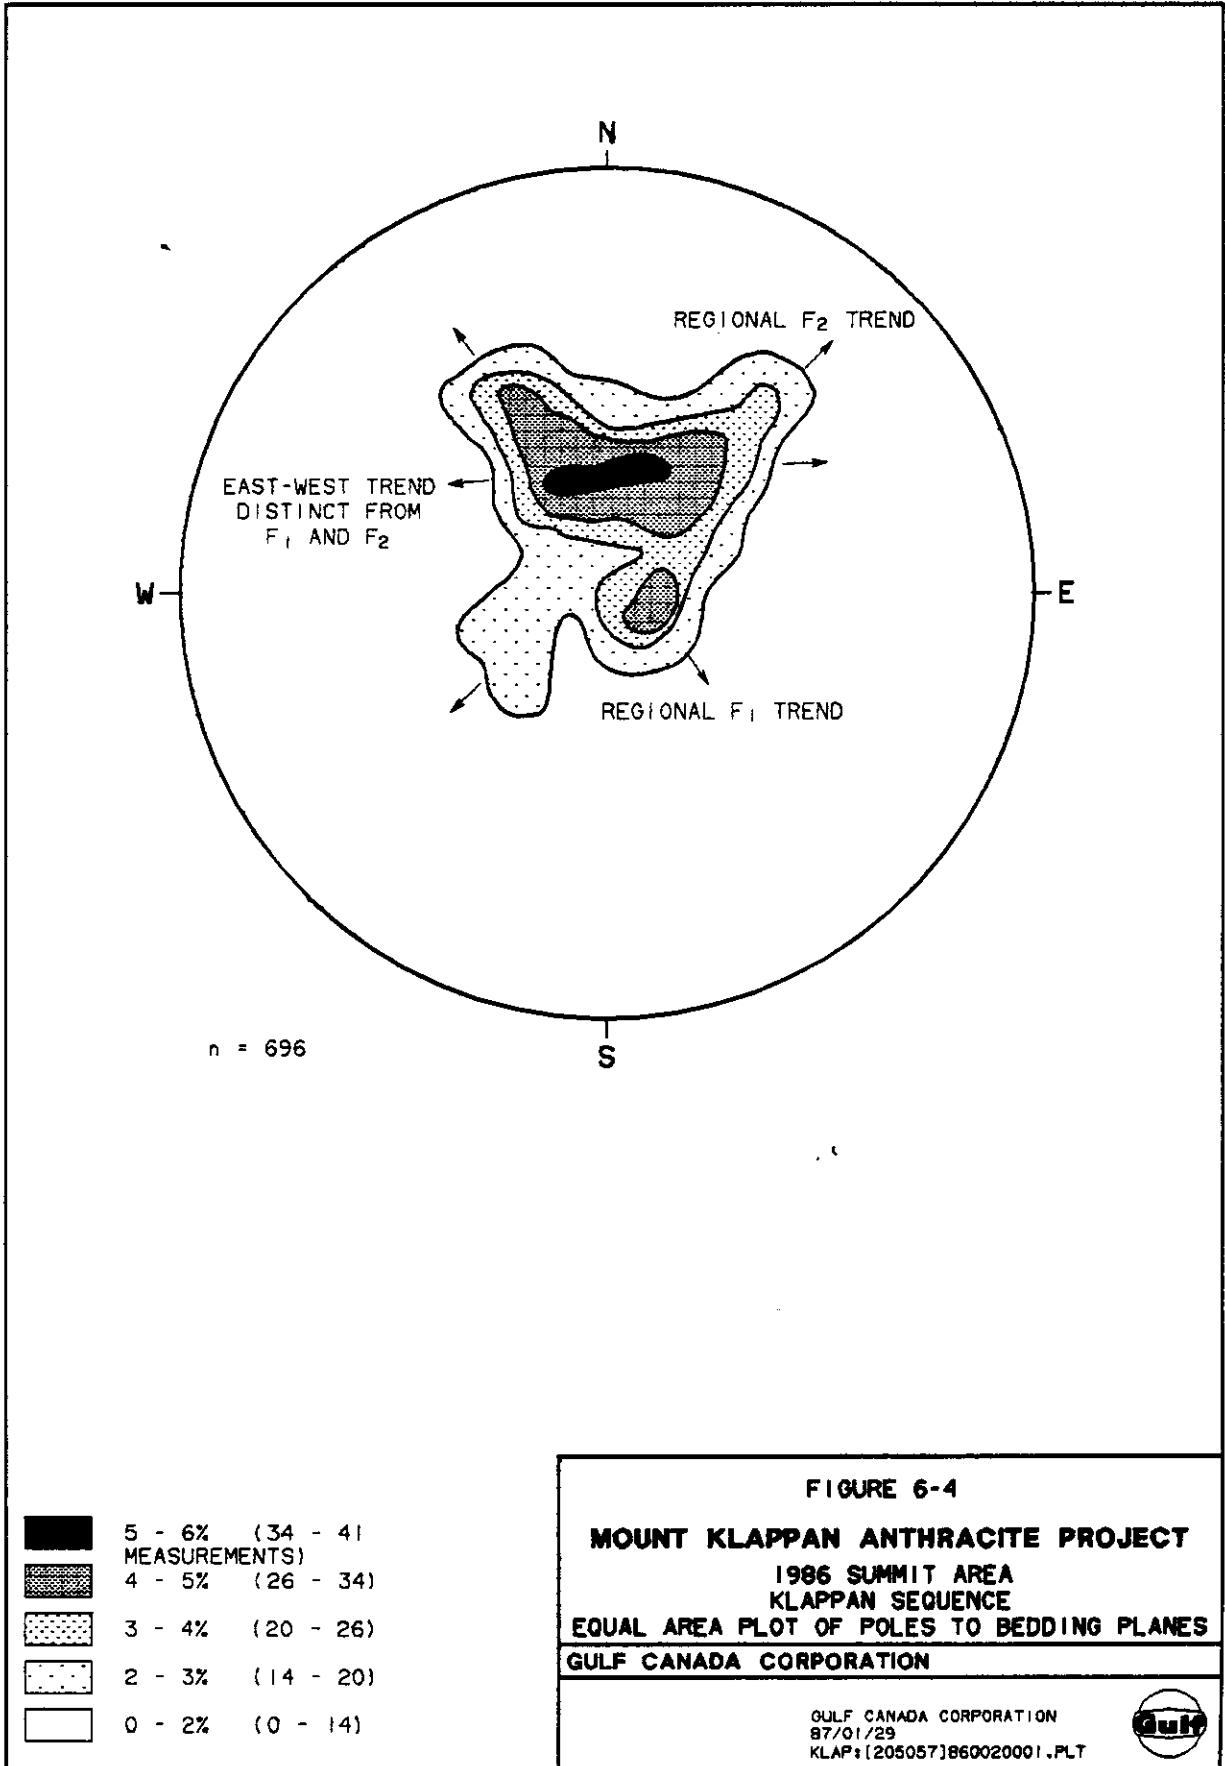 N
REGIONAL F2 TREND
EAST-WEST TREND
DISTINCT FROM
F1 AND F2
W
E
REGIONAL F1 TREND
n = 696
S
5 - 6% (34 - 41
MEASUREMENTS)
4 - 5% (26 - 34)
3 - 4% (20 - 26)
2 - 3% (14 - 20)
0 - 2% (0 - 14)
FIGURE 6-4
MOUNT KLAPPAN ANTHRACITE PROJECT
1986 SUMMIT AREA
KLAPPAN SEQUENCE
EQUAL AREA PLOT OF POLES TO BEDDING PLANES
GULF CANADA CORPORATION
GULF CANADA CORPORATION
87/01/29
KLAP:[205057]860020001.PLT
Gulf